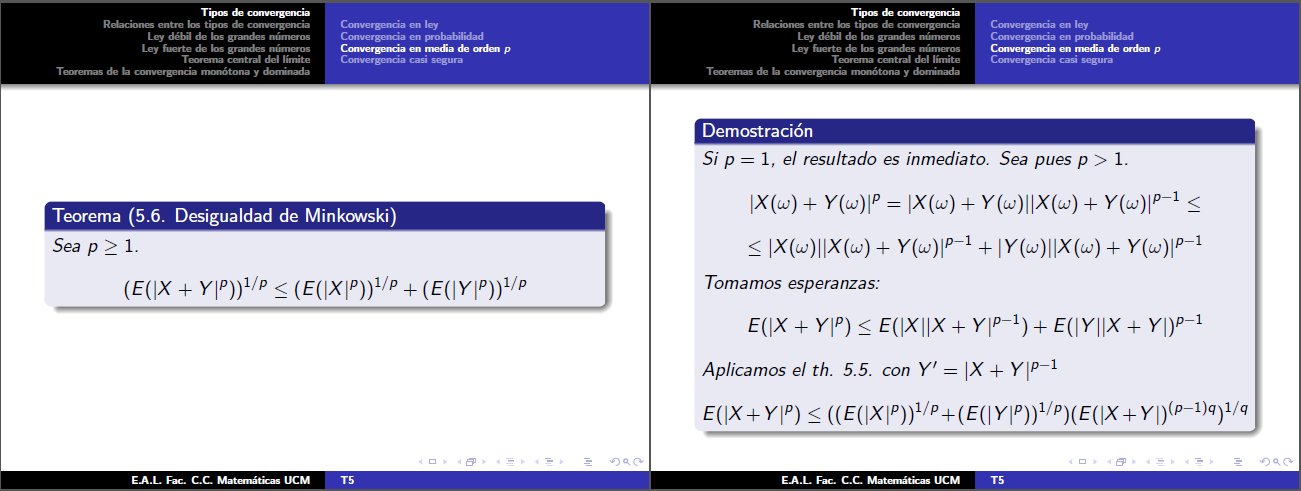 Tipos de convergencia
Relaciones entre los tipos de convergencia
Ley débil de los grandes números
Ley fuerte de los grandes números
Teorema central del límite
Teoremas de la convergencia monótona y dominada
Convergencia en ley
Convergencia en probabilidad
Convergencia en media de orden p
Convergencia casi segura
Teorema (5.6. Desigualdad de Minkowski)
Sea p ≥ 1.
(E(|X + Y|^p))^{1/p} ≤ (E(|X|^p))^{1/p} + (E(|Y|^p))^{1/p}
E.A.L. Fac. C.C. Matemáticas UCM
T5
Tipos de convergencia
Relaciones entre los tipos de convergencia
Ley débil de los grandes números
Ley fuerte de los grandes números
Teorema central del límite
Teoremas de la convergencia monótona y dominada
Convergencia en ley
Convergencia en probabilidad
Convergencia en media de orden p
Convergencia casi segura
Demostración
Si p = 1, el resultado es inmediato. Sea pues p > 1.
|X(ω) + Y(ω)|^p = |X(ω) + Y(ω)||X(ω) + Y(ω)|^{p−1} ≤
≤ |X(ω)||X(ω) + Y(ω)|^{p−1} + |Y(ω)||X(ω) + Y(ω)|^{p−1}
Tomamos esperanzas:
E(|X + Y|^p) ≤ E(|X||X + Y|^{p−1}) + E(|Y||X + Y|)^{p−1}
Aplicamos el th. 5.5. con Y′ = |X + Y|^{p−1}
E(|X+Y|^p) ≤ ((E(|X|^p))^{1/p}+(E(|Y|^p))^{1/p})(E(|X+Y|)^{(p−1)q})^{1/q}
E.A.L. Fac. C.C. Matemáticas UCM
T5